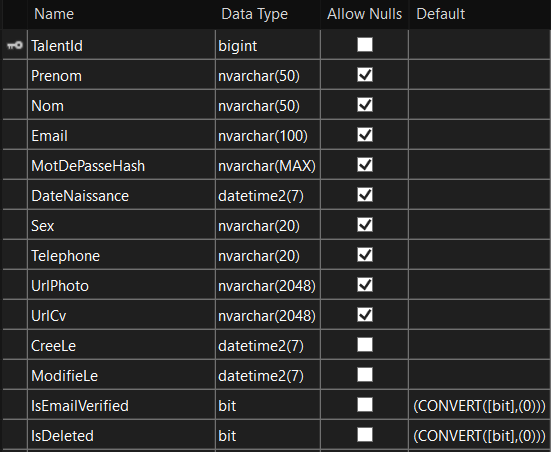 Name Data Type Allow Nulls Default
TalentId bigint
Prenom nvarchar(50)
Nom nvarchar(50)
Email nvarchar(100)
MotDePasseHash nvarchar(MAX)
DateNaissance datetime2(7)
Sex nvarchar(20)
Telephone nvarchar(20)
UrlPhoto nvarchar(2048)
UrlCv nvarchar(2048)
CreeLe datetime2(7)
ModifieLe datetime2(7)
IsEmailVerified bit (CONVERT([bit],(0)))
IsDeleted bit (CONVERT([bit],(0)))